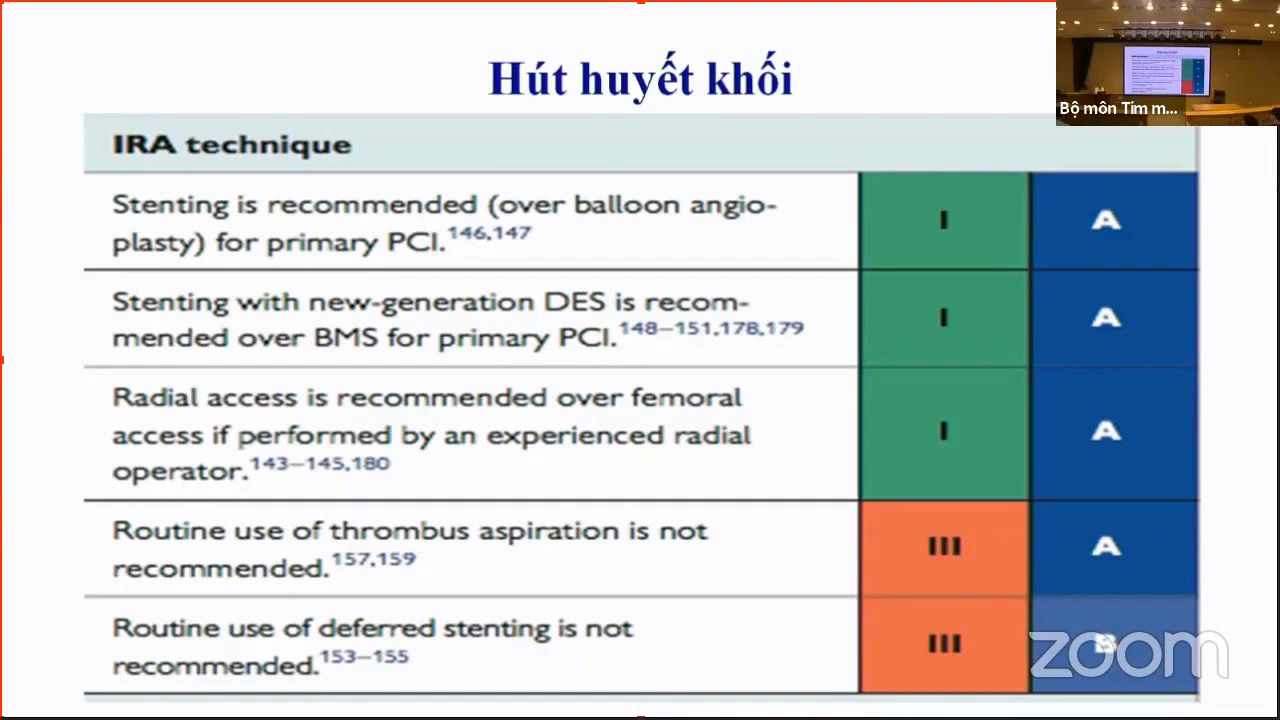 Hút huyết khối
Bộ môn Tim m...
IRA technique
Stenting is recommended (over balloon angio-
plasty) for primary PCI.146,147
I
A
Stenting with new-generation DES is recom-
mended over BMS for primary PCI.148–151,178,179
I
A
Radial access is recommended over femoral
access if performed by an experienced radial
operator.143–145,180
I
A
Routine use of thrombus aspiration is not
recommended.157,159
III
A
Routine use of deferred stenting is not
recommended.153–155
III
B
zoom